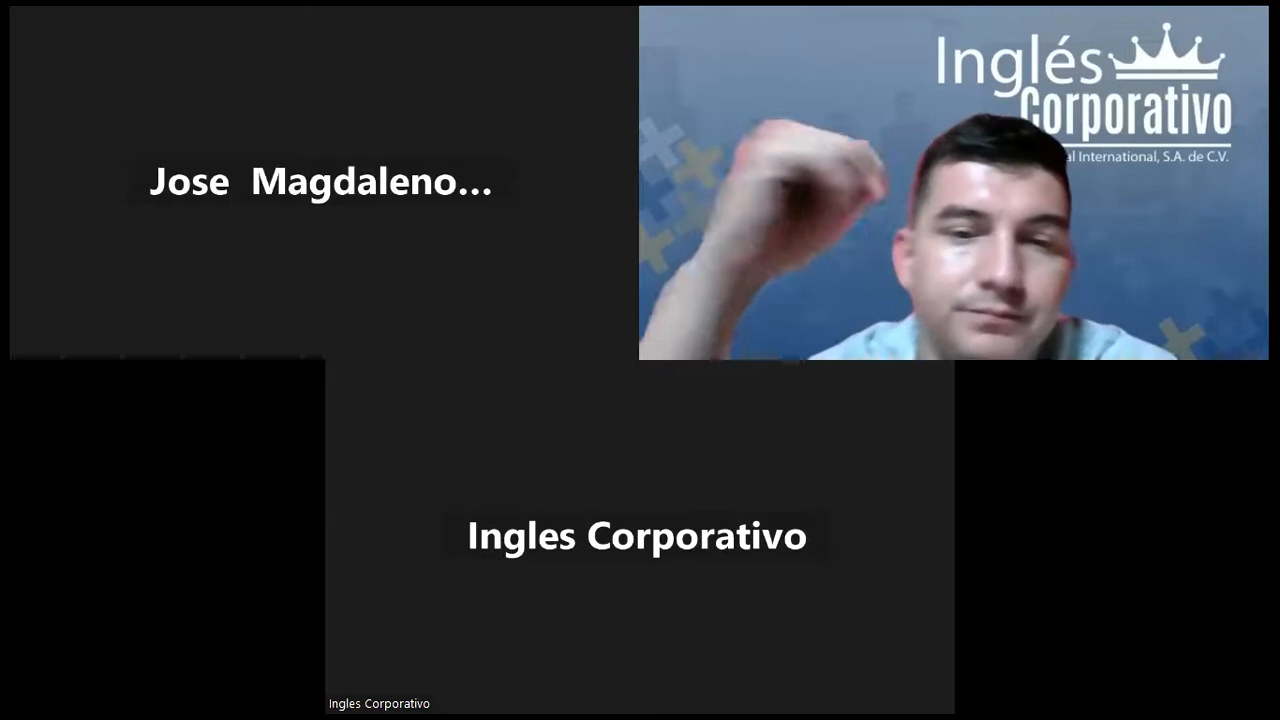 Jose Magdaleno...
Inglés
Corporativo
al International, S.A. de C.V.
Ingles Corporativo
Ingles Corporativo